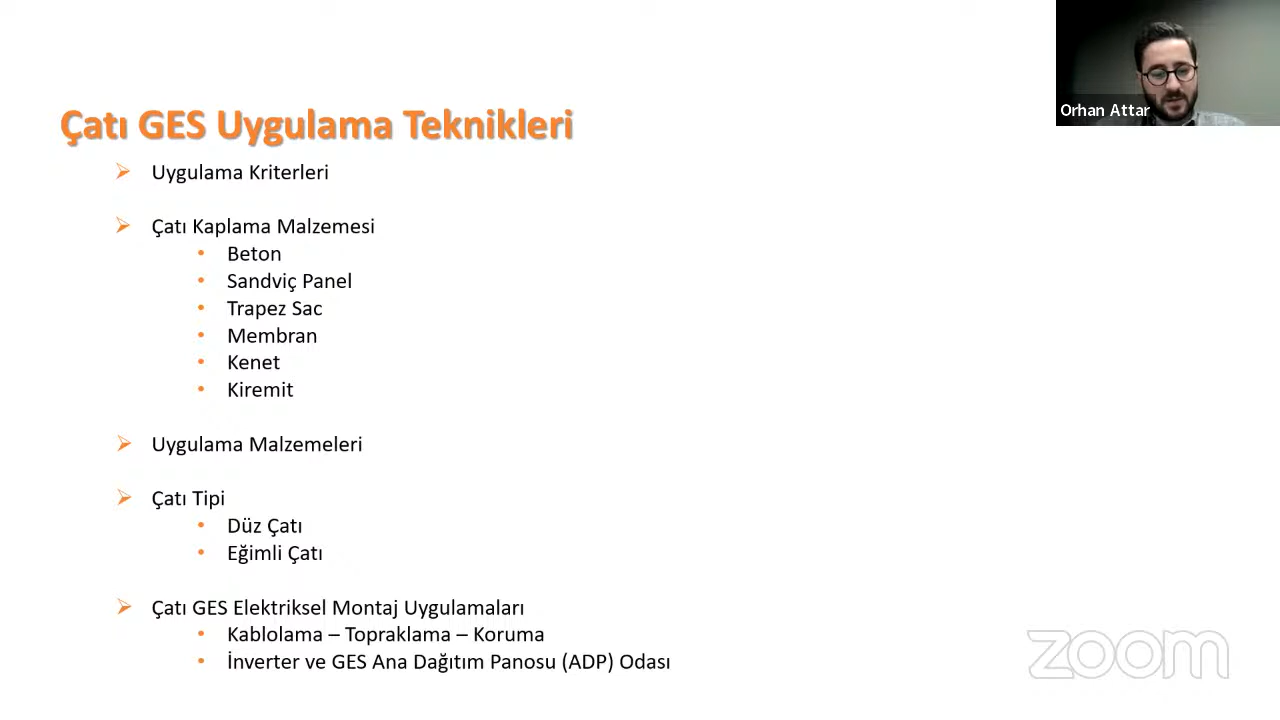 Çatı GES Uygulama Teknikleri
Uygulama Kriterleri
Çatı Kaplama Malzemesi
Beton
Sandviç Panel
Trapez Sac
Membran
Kenet
Kiremit
Uygulama Malzemeleri
Çatı Tipi
Düz Çatı
Eğimli Çatı
Çatı GES Elektriksel Montaj Uygulamaları
Kablolama – Topraklama – Koruma
İnverter ve GES Ana Dağıtım Panosu (ADP) Odası
Orhan Attar
zoom